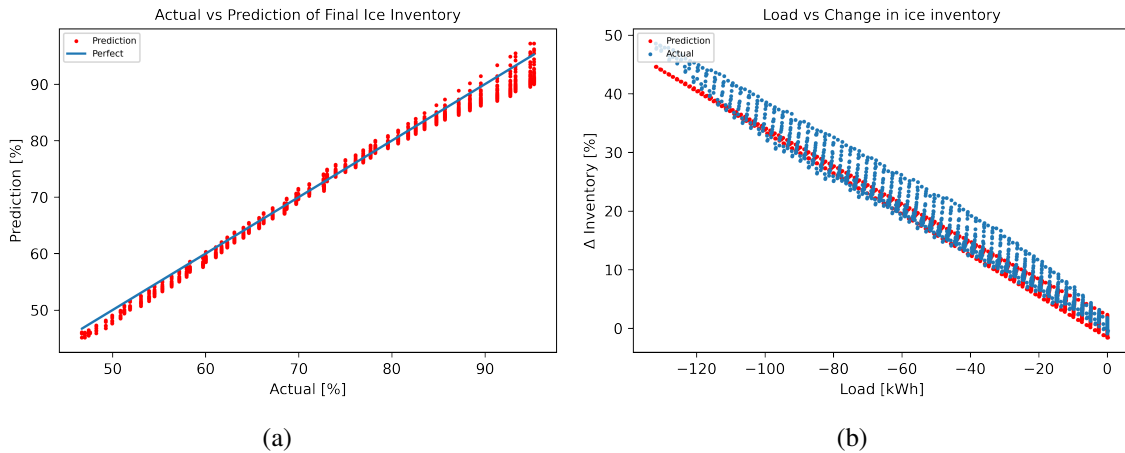 Actual vs Prediction of Final Ice Inventory
Prediction
Perfect
90
80
70
60
50
Prediction [%]
50 60 70 80 90
Actual [%]
(a)
Load vs Change in ice inventory
Prediction
Actual
50
40
30
20
10
0
Δ Inventory [%]
−120 −100 −80 −60 −40 −20 0
Load [kWh]
(b)